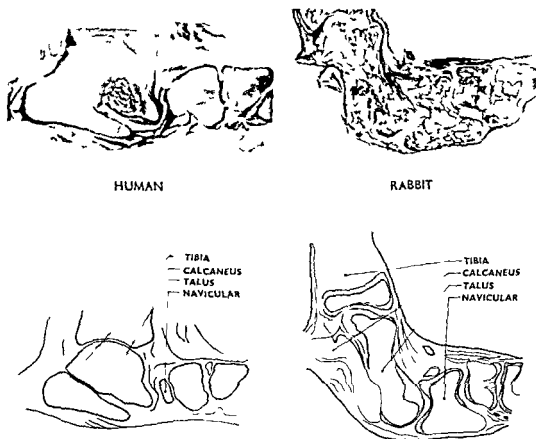 HUMAN
RABBIT
TIBIA
CALCANEUS
TALUS
NAVICULAR
TIBIA
CALCANEUS
TALUS
NAVICULAR